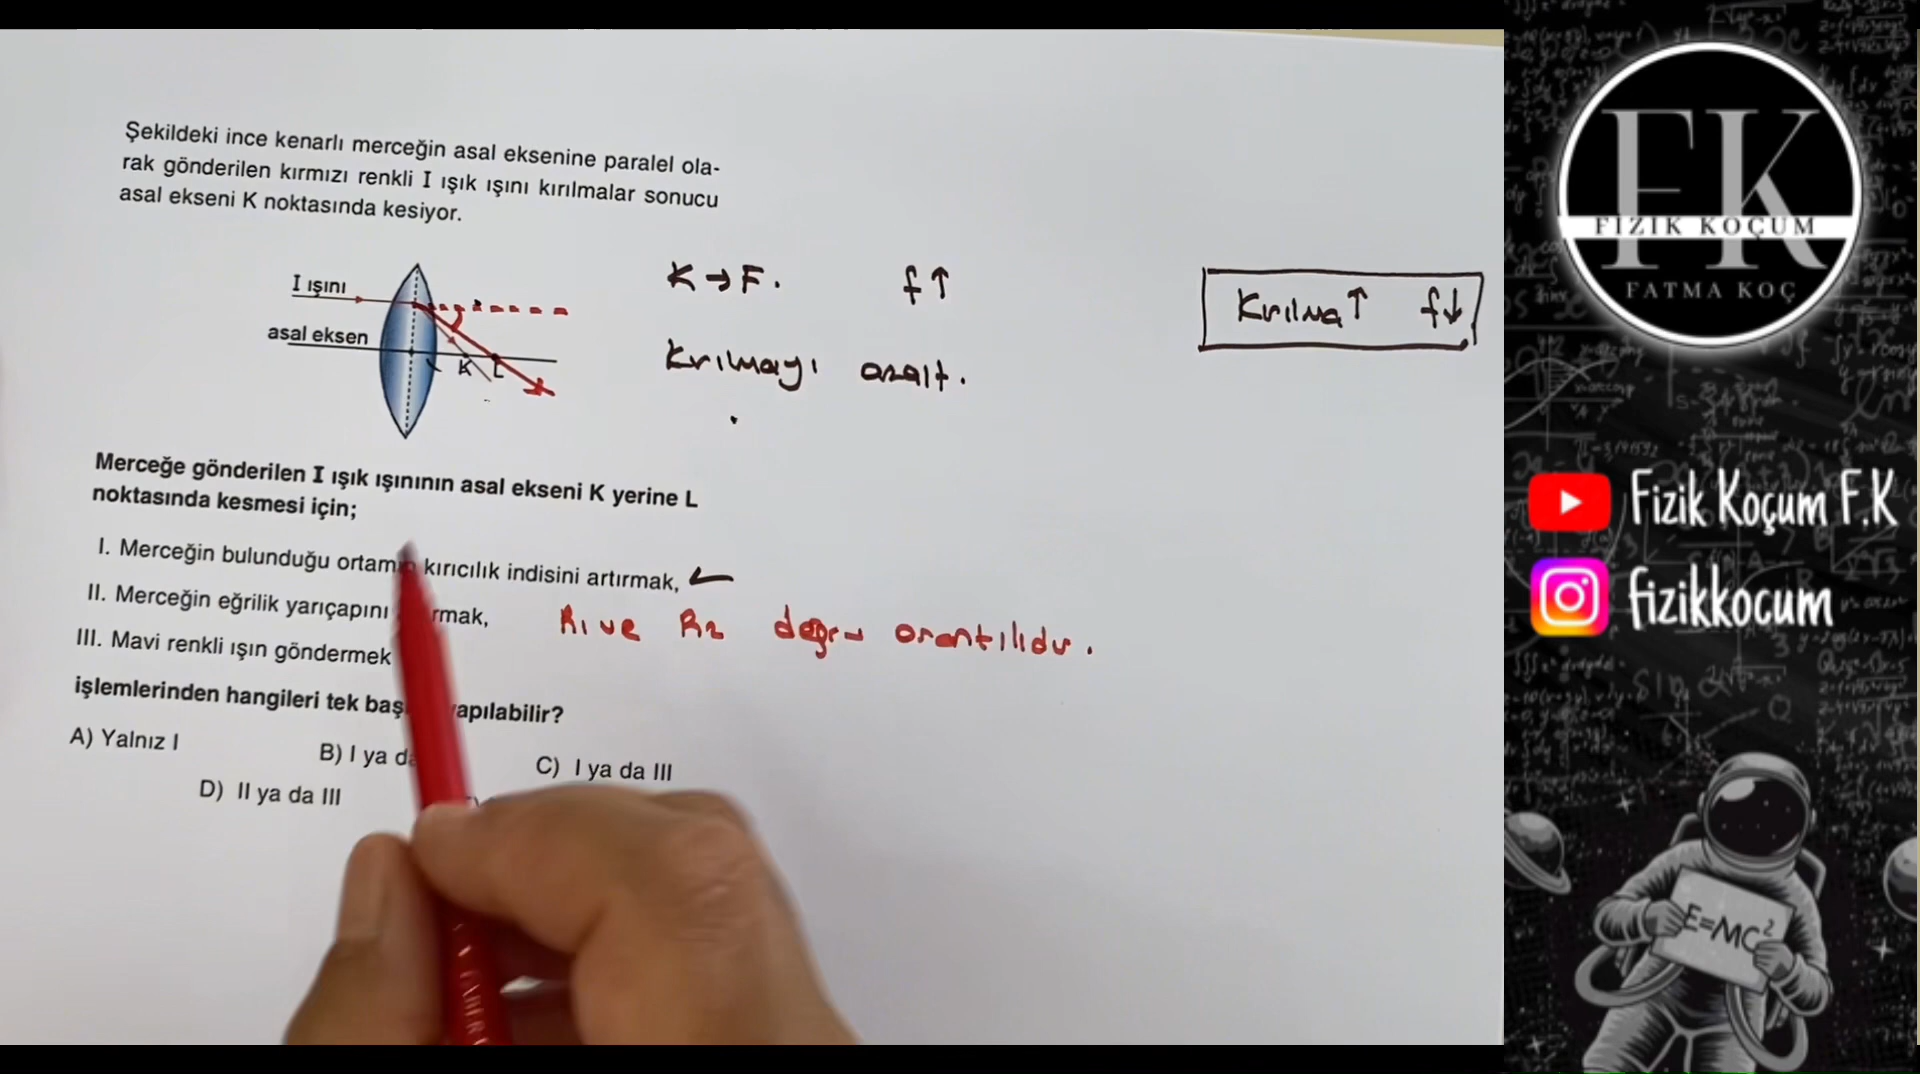 Şekildeki ince kenarlı merceğin asal eksenine paralel ola-
rak gönderilen kırmızı renkli I ışık ışını kırılmalar sonucu
asal ekseni K noktasında kesiyor.
I ışını
asal eksen
K L
K → F. f↑
Kırılmayı azalt.
Kırılma↑ f↓
Merceğe gönderilen I ışık ışınının asal ekseni K yerine L
noktasında kesmesi için;
I. Merceğin bulunduğu ortamın kırıcılık indisini artırmak,
II. Merceğin eğrilik yarıçapını
III. Mavi renkli ışın göndermek
R1 ve R2 doğru orantılıdır.
işlemlerinden hangileri tek
A) Yalnız I
B) I ya da
C) I ya da III
D) II ya da III
FK
FİZİK KOÇUM
FATMA KOÇ
Fizik Koçum F.K
fizikkocum
E=MC²